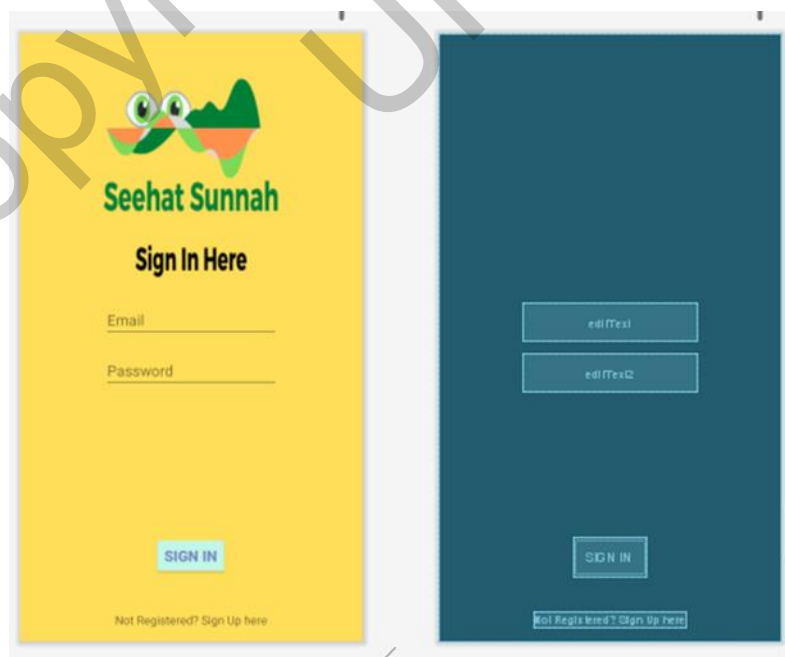 Seehat Sunnah
Sign In Here
Email
Password
SIGN IN
Not Registered? Sign Up here
editText
editText2
SIGN IN
Not Registered? Sign Up here